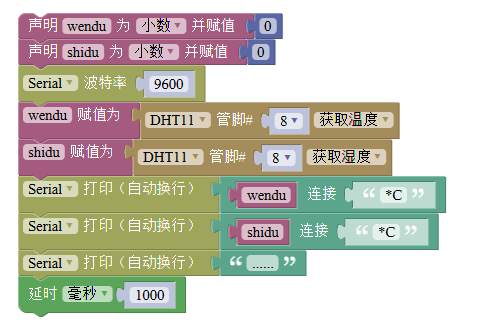 声明 wendu 为 小数 并赋值 0
声明 shidu 为 小数 并赋值 0
Serial 波特率 9600
wendu 赋值为 DHT11 管脚# 8 获取温度
shidu 赋值为 DHT11 管脚# 8 获取湿度
Serial 打印（自动换行） wendu 连接 “ *C ”
Serial 打印（自动换行） shidu 连接 “ *C ”
Serial 打印（自动换行） “ ...... ”
延时 毫秒 1000